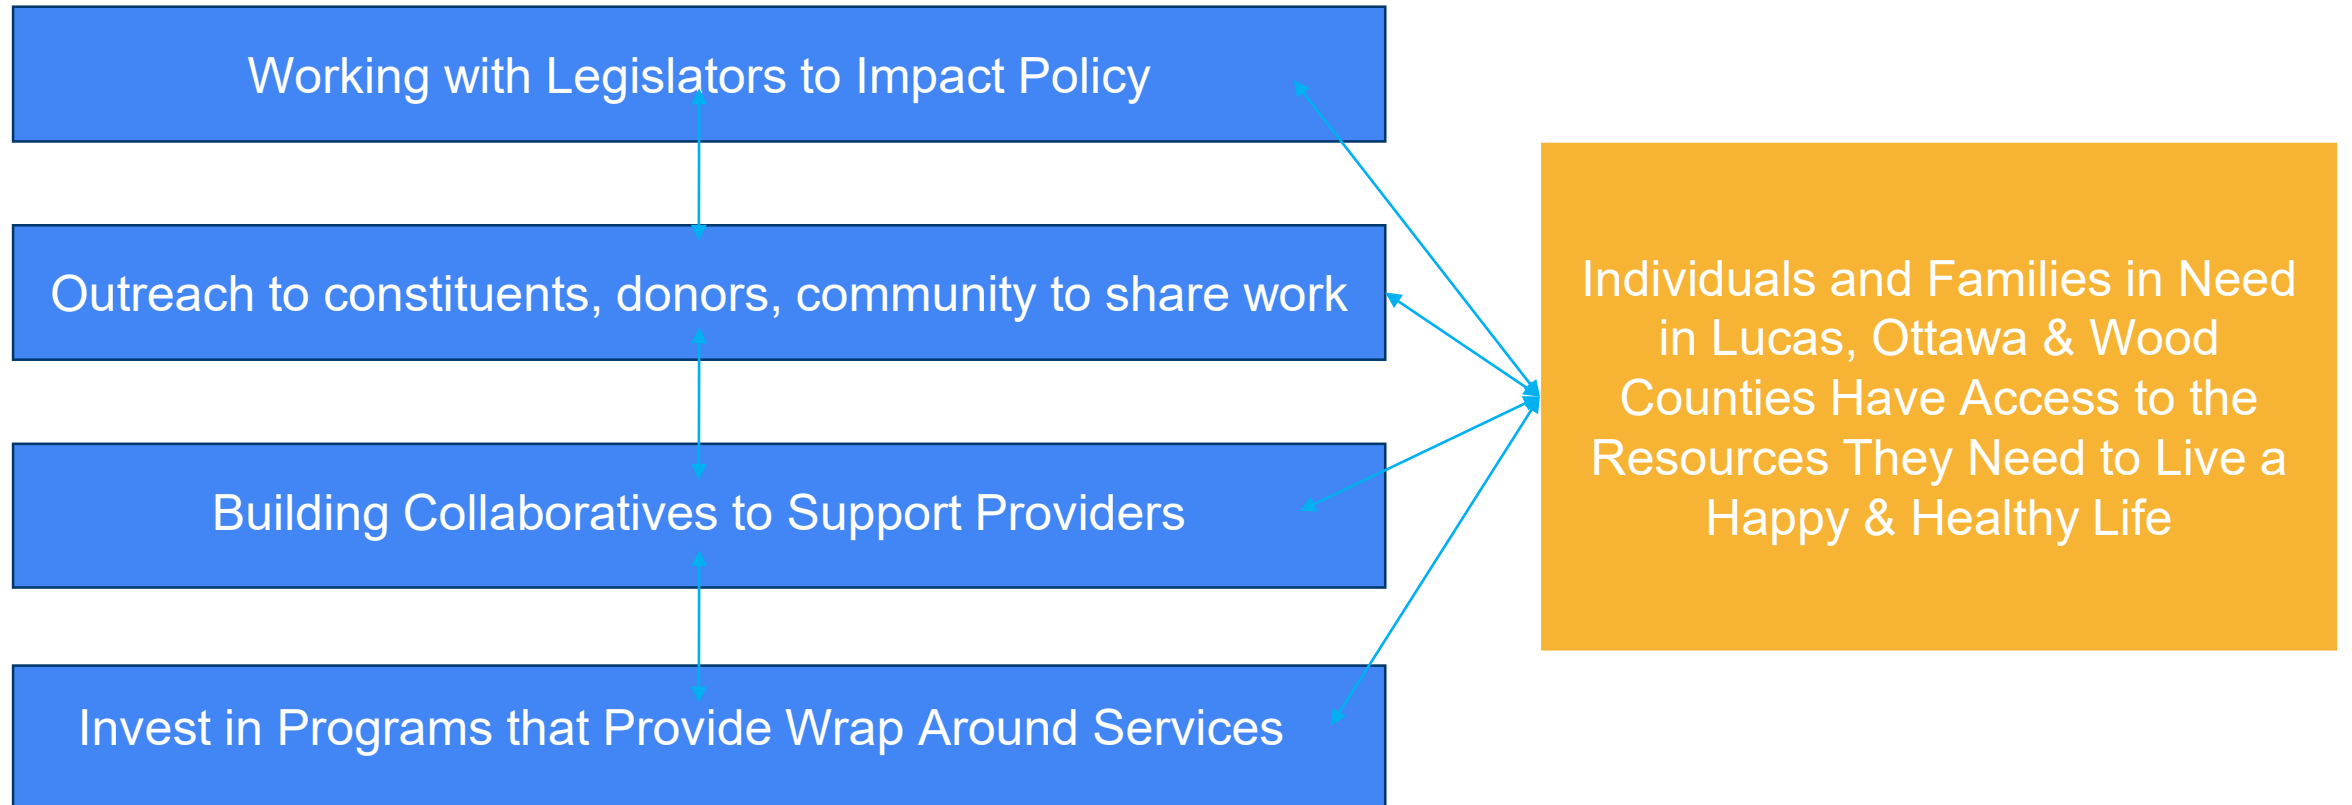 Working with Legislators to Impact Policy
Outreach to constituents, donors, community to share work
Building Collaboratives to Support Providers
Invest in Programs that Provide Wrap Around Services
Individuals and Families in Need
in Lucas, Ottawa & Wood
Counties Have Access to the
Resources They Need to Live a
Happy & Healthy Life